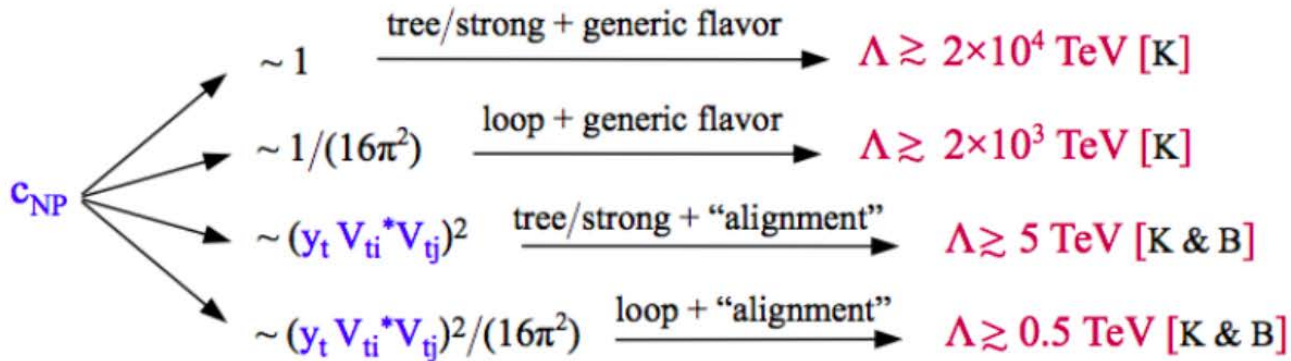 tree/strong + generic flavor
~ 1 Λ ≳ 2×10⁴ TeV [K]
loop + generic flavor
~ 1/(16π²) Λ ≳ 2×10³ TeV [K]
c_NP
tree/strong + “alignment”
~ (y_t V_ti* V_tj)² Λ ≳ 5 TeV [K & B]
loop + “alignment”
~ (y_t V_ti* V_tj)²/(16π²) Λ ≳ 0.5 TeV [K & B]